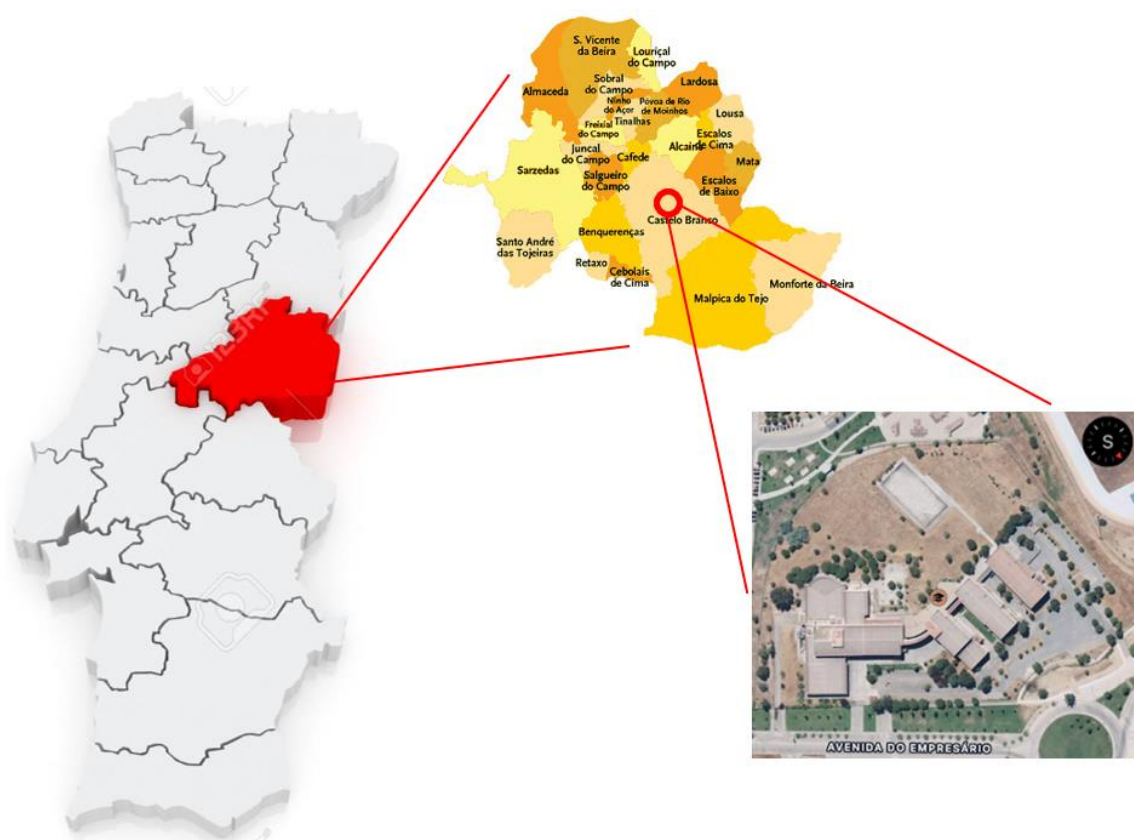 S. Vicente
da Beira
Louriçal
do Campo
Almaceda
Sobral
do Campo
Lardosa
Ninho
do Açor
Póvoa de Rio
de Moinhos
Tinalhas
Lousa
Freixial
do Campo
Escalos
de Cima
Alcains
Juncal
do Campo
Cafede
Mata
Sarzedas
Salgueiro
do Campo
Escalos
de Baixo
Castelo Branco
Benquerenças
Santo André
das Tojeiras
Retaxo
Cebolais
de Cima
Monforte da Beira
Malpica do Tejo
123RF
S
AVENIDA DO EMPRESÁRIO